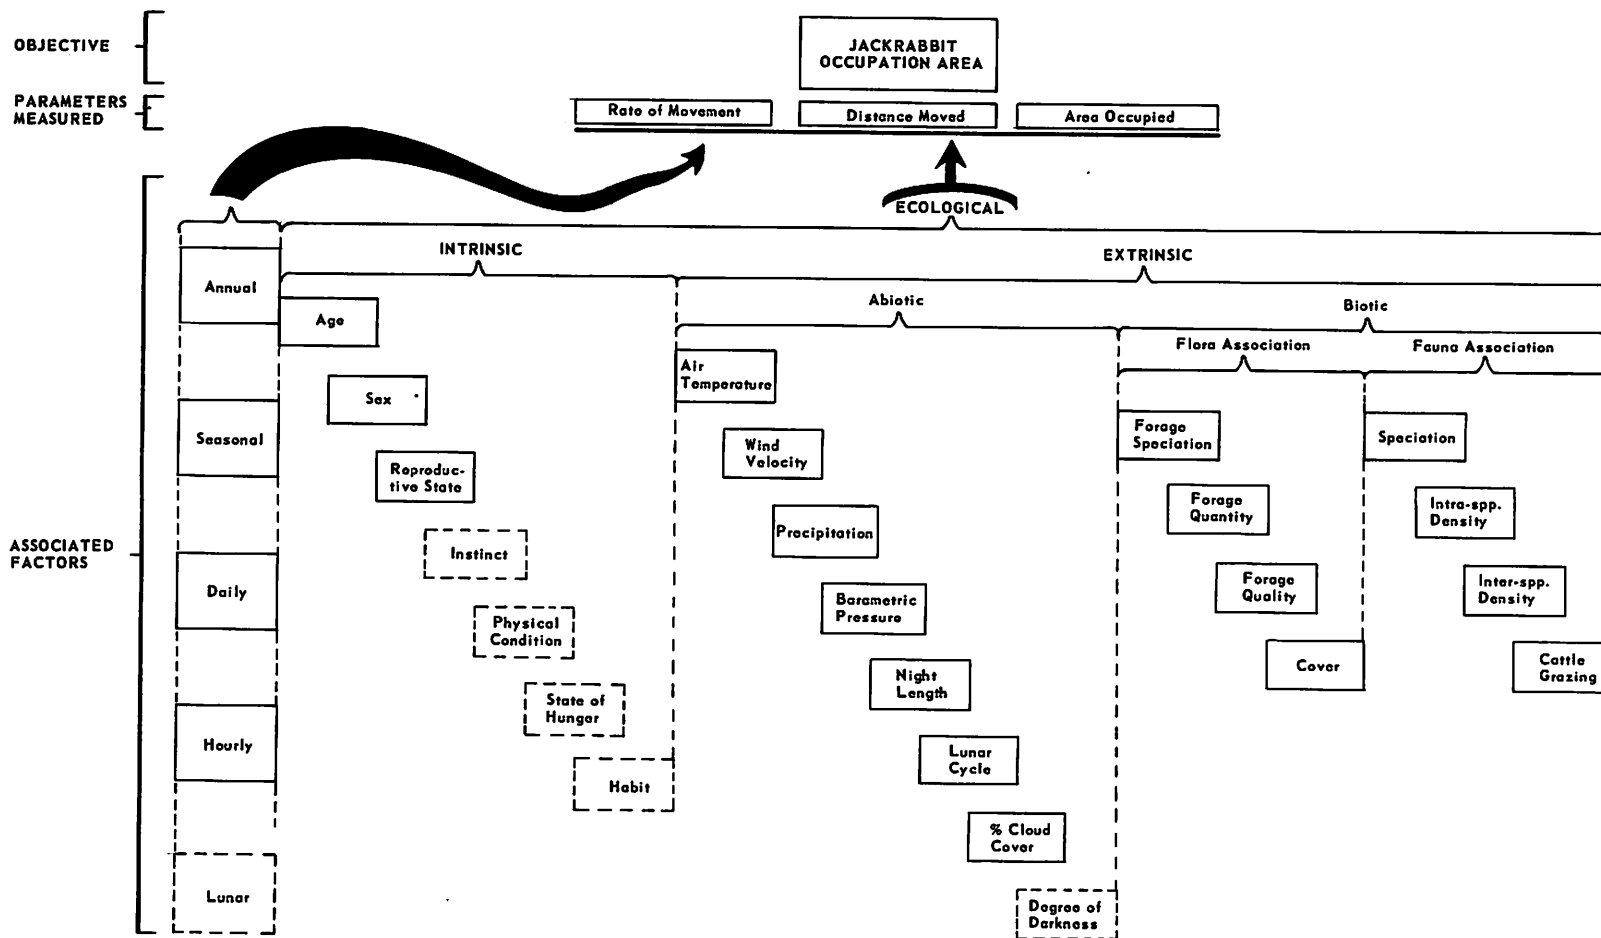 OBJECTIVE
JACKRABBIT
OCCUPATION AREA
PARAMETERS
MEASURED
Rate of Movement
Distance Moved
Area Occupied
ECOLOGICAL
INTRINSIC
EXTRINSIC
Annual
Age
Abiotic
Biotic
Flora Association
Fauna Association
Air
Temperature
Sex
Seasonal
Wind
Velocity
Forage
Speciation
Speciation
Reproduc-
tive State
Forage
Quantity
Intra-spp.
Density
Precipitation
ASSOCIATED
FACTORS
Instinct
Daily
Barametric
Pressure
Forage
Quality
Inter-spp.
Density
Physical
Condition
Night
Length
Cover
Cattle
Grazing
State of
Hunger
Hourly
Lunar
Cycle
Habit
% Cloud
Cover
Lunar
Degree of
Darkness